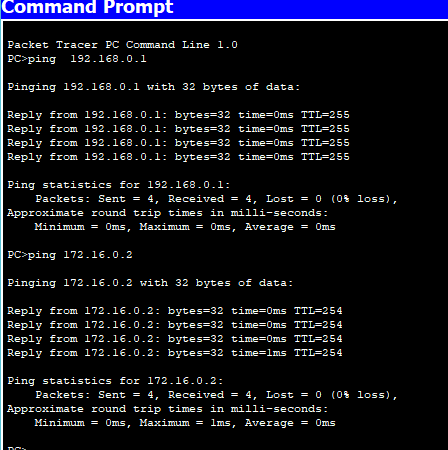 Command Prompt
Packet Tracer PC Command Line 1.0
PC>ping  192.168.0.1
Pinging 192.168.0.1 with 32 bytes of data:
Reply from 192.168.0.1: bytes=32 time=0ms TTL=255
Reply from 192.168.0.1: bytes=32 time=0ms TTL=255
Reply from 192.168.0.1: bytes=32 time=0ms TTL=255
Reply from 192.168.0.1: bytes=32 time=0ms TTL=255
Ping statistics for 192.168.0.1:
Packets: Sent = 4, Received = 4, Lost = 0 (0% loss),
Approximate round trip times in milli-seconds:
Minimum = 0ms, Maximum = 0ms, Average = 0ms
PC>ping 172.16.0.2
Pinging 172.16.0.2 with 32 bytes of data:
Reply from 172.16.0.2: bytes=32 time=0ms TTL=254
Reply from 172.16.0.2: bytes=32 time=0ms TTL=254
Reply from 172.16.0.2: bytes=32 time=0ms TTL=254
Reply from 172.16.0.2: bytes=32 time=1ms TTL=254
Ping statistics for 172.16.0.2:
Packets: Sent = 4, Received = 4, Lost = 0 (0% loss),
Approximate round trip times in milli-seconds:
Minimum = 0ms, Maximum = 1ms, Average = 0ms
PC>